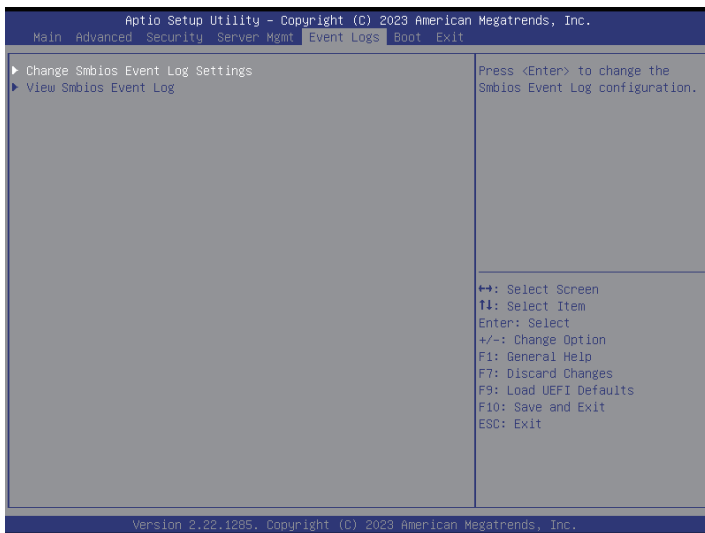 Aptio Setup Utility – Copyright (C) 2023 American Megatrends, Inc.
Main Advanced Security Server Mgmt Event Logs Boot Exit
▶ Change Smbios Event Log Settings
▶ View Smbios Event Log
Press <Enter> to change the
Smbios Event Log configuration.
↔: Select Screen
↑↓: Select Item
Enter: Select
+/-: Change Option
F1: General Help
F7: Discard Changes
F9: Load UEFI Defaults
F10: Save and Exit
ESC: Exit
Version 2.22.1285. Copyright (C) 2023 American Megatrends, Inc.